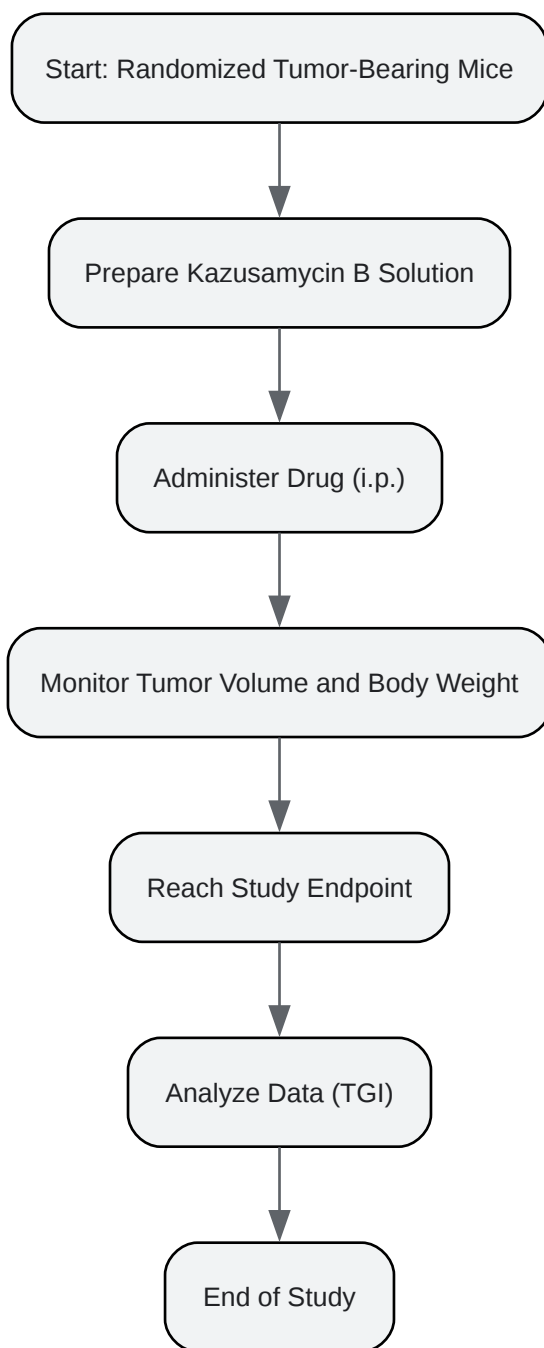 Start: Randomized Tumor-Bearing Mice
Prepare Kazusamycin B Solution
Administer Drug (i.p.)
Monitor Tumor Volume and Body Weight
Reach Study Endpoint
Analyze Data (TGI)
End of Study